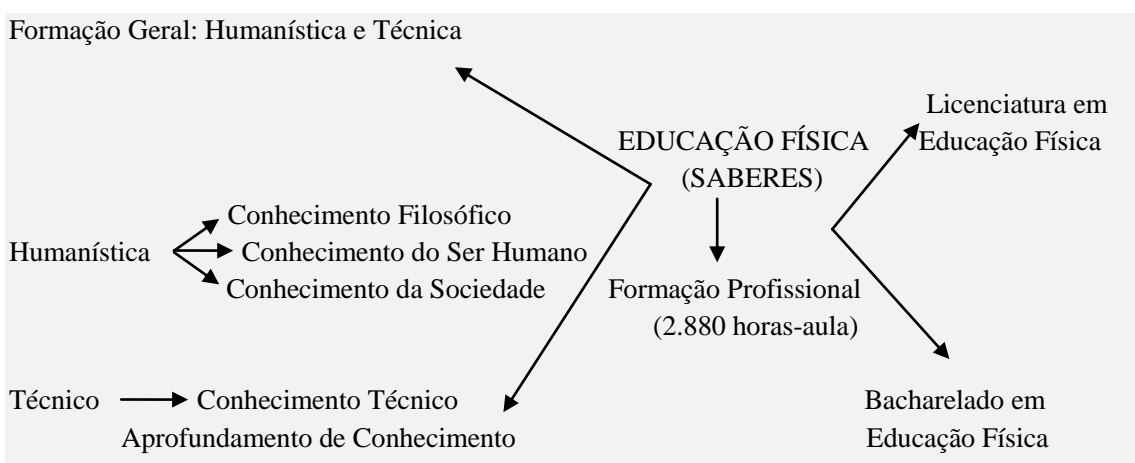 Formação Geral: Humanística e Técnica
Licenciatura em
Educação Física
EDUCAÇÃO FÍSICA
(SABERES)
Conhecimento Filosófico
Humanística
Conhecimento do Ser Humano
Conhecimento da Sociedade
Formação Profissional
(2.880 horas-aula)
Técnico
Conhecimento Técnico
Aprofundamento de Conhecimento
Bacharelado em
Educação Física